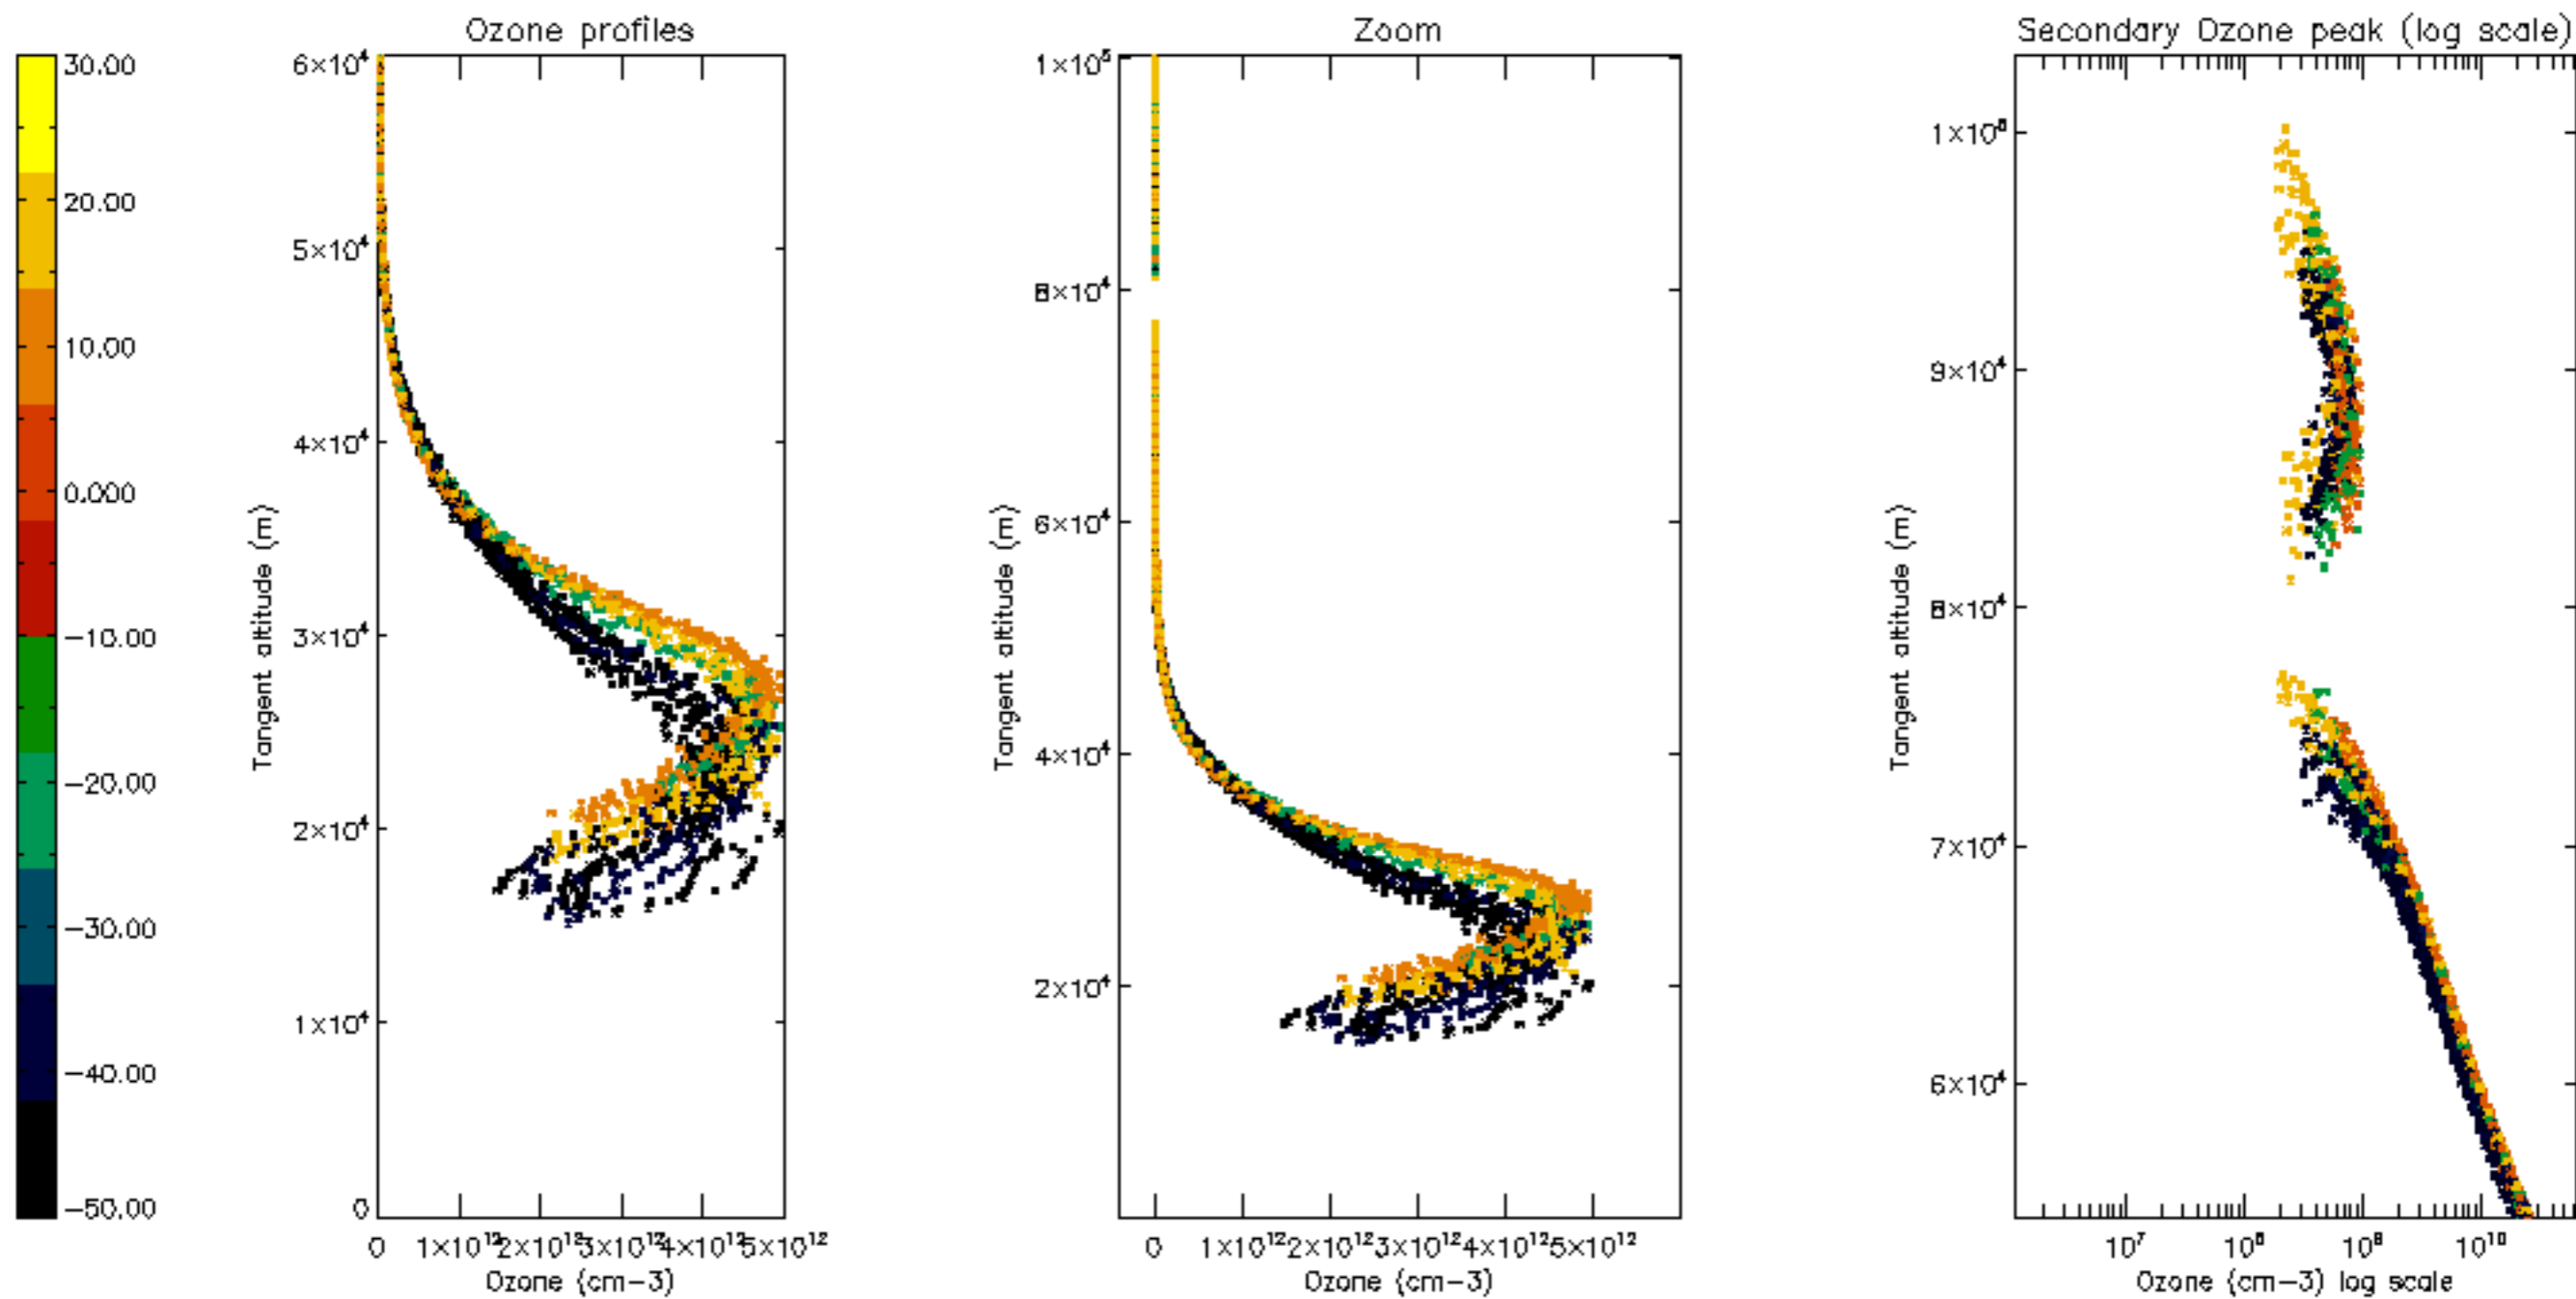 Ozone profiles
Zoom
Secondary Ozone peak (log scale)
30.00
20.00
10.00
0.000
−10.00
−20.00
−30.00
−40.00
−50.00
6×10⁴
5×10⁴
4×10⁴
3×10⁴
2×10⁴
1×10⁴
0
Tangent altitude (m)
0 1×10¹² 2×10¹² 3×10¹² 4×10¹² 5×10¹²
Ozone (cm−3)
1×10⁵
8×10⁴
6×10⁴
4×10⁴
2×10⁴
Tangent altitude (m)
0 1×10¹² 2×10¹² 3×10¹² 4×10¹² 5×10¹²
Ozone (cm−3)
9×10⁴
8×10⁴
7×10⁴
6×10⁴
Tangent altitude (m)
10⁷ 10⁸ 10⁹ 10¹⁰
Ozone (cm−3) log scale